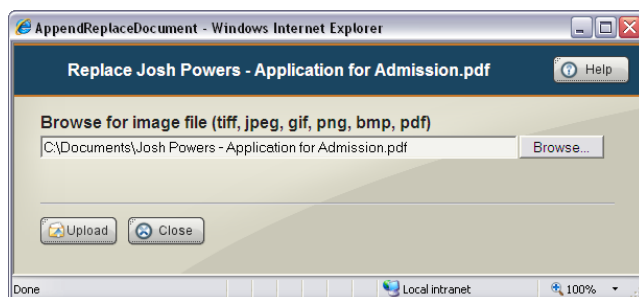 AppendReplaceDocument - Windows Internet Explorer
Replace Josh Powers - Application for Admission.pdf
Help
Browse for image file (tiff, jpeg, gif, png, bmp, pdf)
C:\Documents\Josh Powers - Application for Admission.pdf
Browse...
Upload
Close
Done
Local intranet
100%